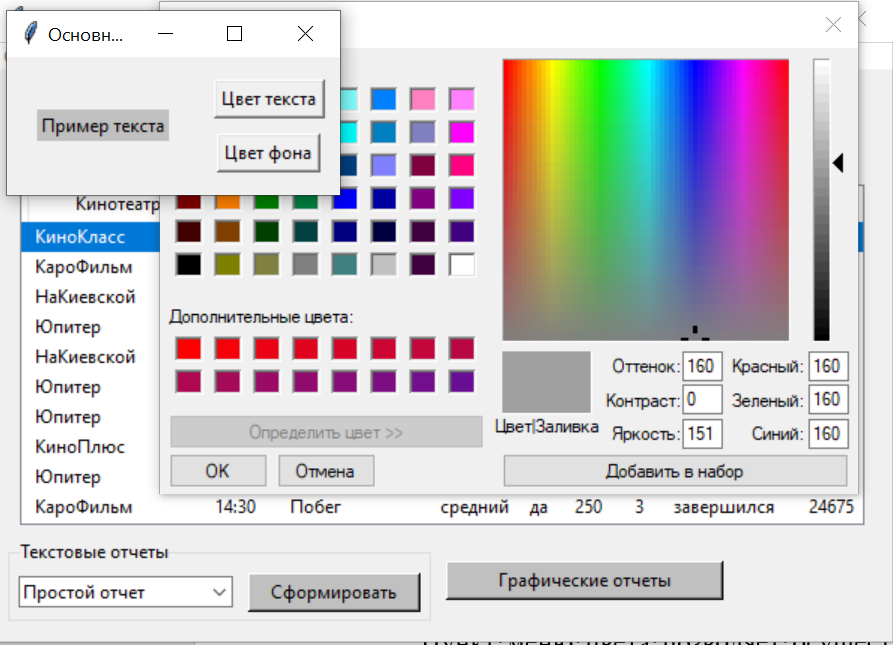 Основн...
Цвет текста
Пример текста
Цвет фона
Кинотеатр
КиноКласс
КароФильм
НаКиевской
Юпитер
НаКиевской
Юпитер
Юпитер
КиноПлюс
Юпитер
КароФильм 14:30 Побег средний да 250 3 завершился 24675
Дополнительные цвета:
Определить цвет >>
OK Отмена
Цвет|Заливка
Оттенок: 160 Красный: 160
Контраст: 0 Зеленый: 160
Яркость: 151 Синий: 160
Добавить в набор
Текстовые отчеты
Простой отчет Сформировать
Графические отчеты